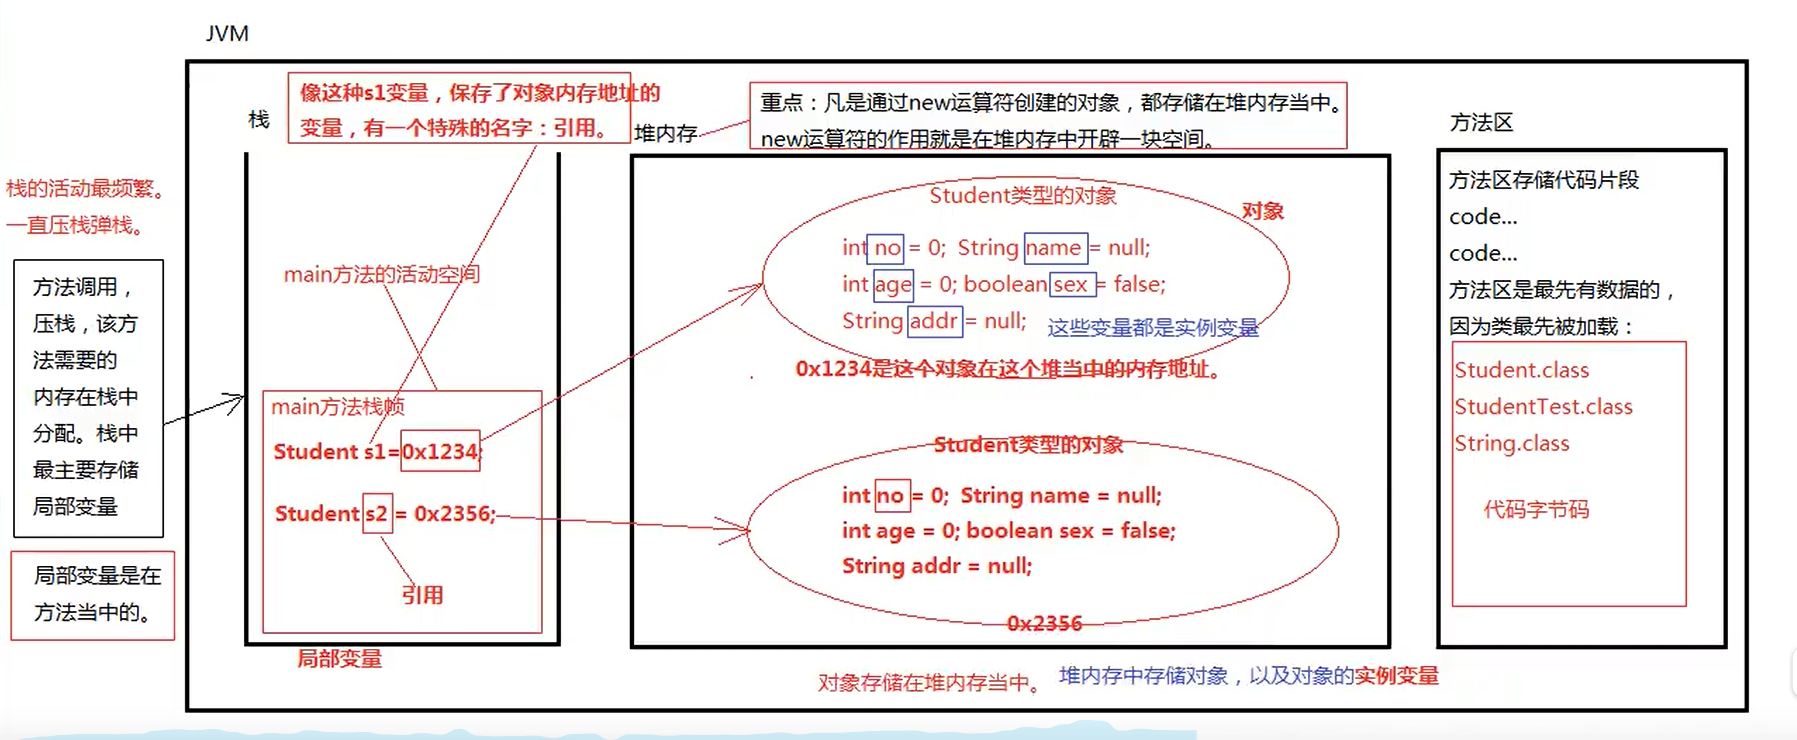 JVM
栈
像这种s1变量，保存了对象内存地址的
变量，有一个特殊的名字：引用。
堆内存
重点：凡是通过new运算符创建的对象，都存储在堆内存当中。
new运算符的作用就是在堆内存中开辟一块空间。
方法区
栈的活动最频繁。
一直压栈弹栈。
方法调用，
压栈，该方
法需要的
内存在栈中
分配。栈中
最主要存储
局部变量
局部变量是在
方法当中的。
main方法的活动空间
main方法栈帧
Student s1=0x1234;
Student s2 = 0x2356;
引用
局部变量
Student类型的对象
对象
int no = 0; String name = null;
int age = 0; boolean sex = false;
String addr = null;
这些变量都是实例变量
0x1234是这个对象在这个堆当中的内存地址。
Student类型的对象
int no = 0; String name = null;
int age = 0; boolean sex = false;
String addr = null;
0x2356
对象存储在堆内存当中。
堆内存中存储对象，以及对象的实例变量
方法区存储代码片段
code...
code...
方法区是最先有数据的，
因为类最先被加载：
Student.class
StudentTest.class
String.class
代码字节码